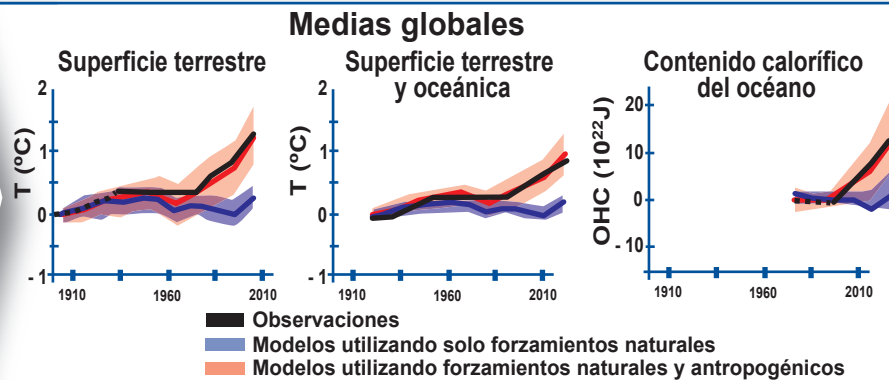 Medias globales
Superficie terrestre
Superficie terrestre
y oceánica
Contenido calorífico
del océano
T (ºC)
2
1
0
- 1
1910
1960
2010
T (ºC)
2
1
0
- 1
1910
1960
2010
OHC (10²²J)
20
10
0
- 10
1910
1960
2010
Observaciones
Modelos utilizando solo forzamientos naturales
Modelos utilizando forzamientos naturales y antropogénicos